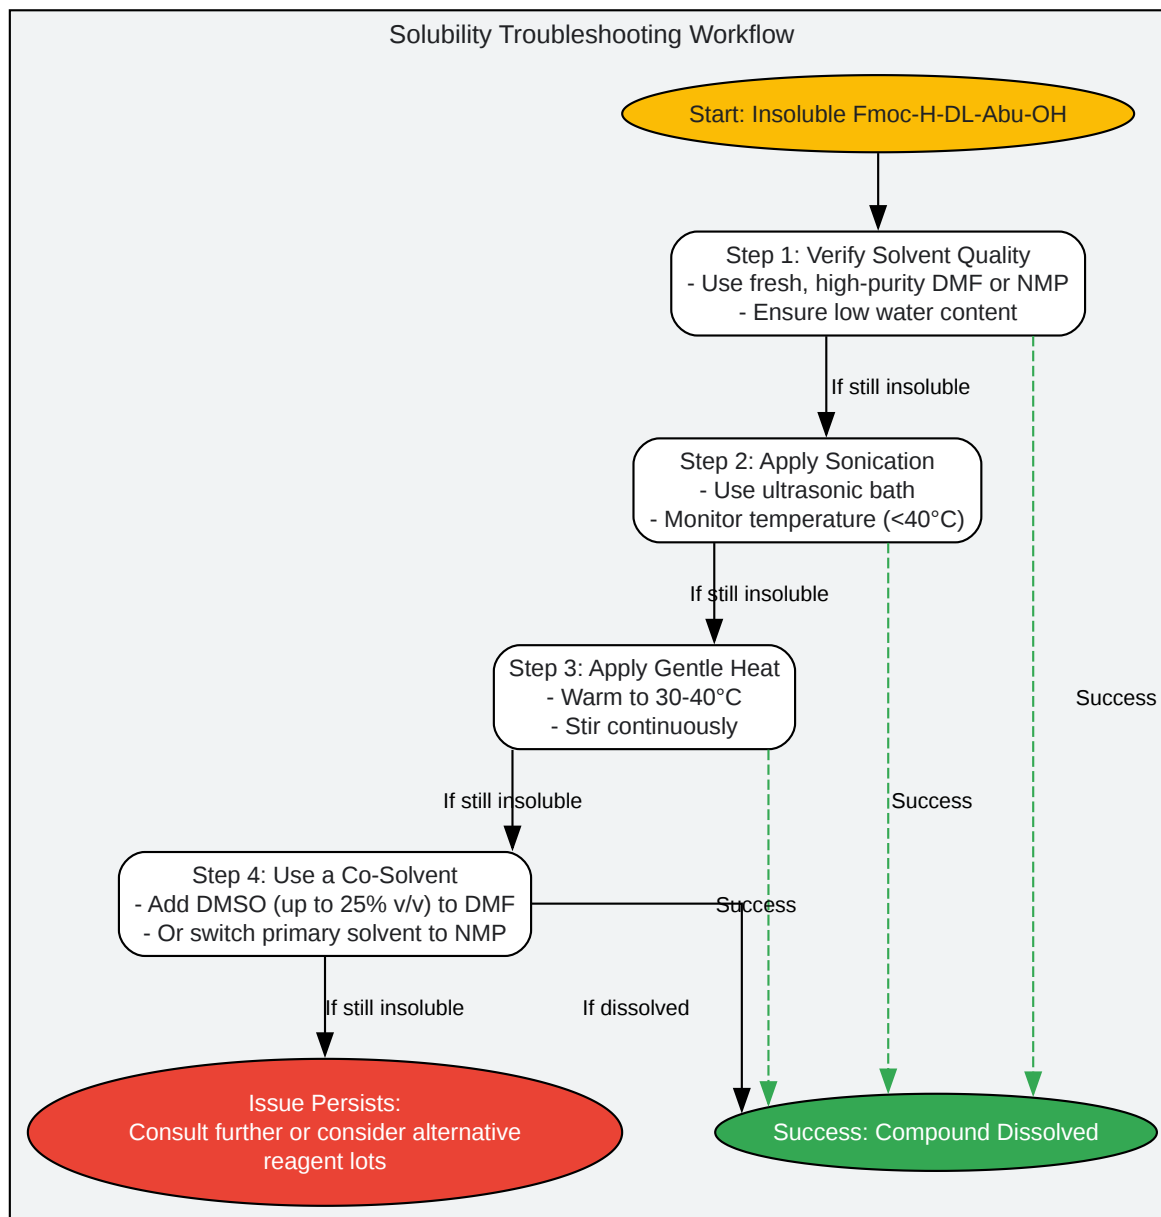 Solubility Troubleshooting Workflow
Start: Insoluble Fmoc-H-DL-Abu-OH
Step 1: Verify Solvent Quality
- Use fresh, high-purity DMF or NMP
- Ensure low water content
If still insoluble
Step 2: Apply Sonication
- Use ultrasonic bath
- Monitor temperature (<40°C)
If still insoluble
Step 3: Apply Gentle Heat
- Warm to 30-40°C
- Stir continuously
Success
If still insoluble
Success
Step 4: Use a Co-Solvent
- Add DMSO (up to 25% v/v) to DMF
- Or switch primary solvent to NMP
Success
If still insoluble
If dissolved
Issue Persists:
Consult further or consider alternative
reagent lots
Success: Compound Dissolved